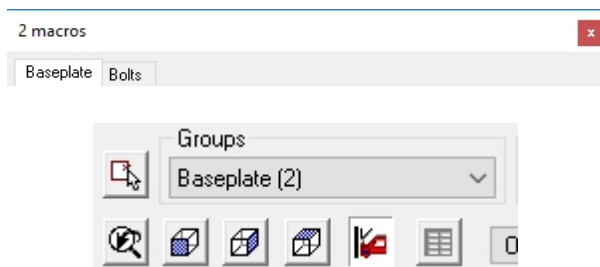 2 macros
x
Baseplate Bolts
Groups
Baseplate (2)
0